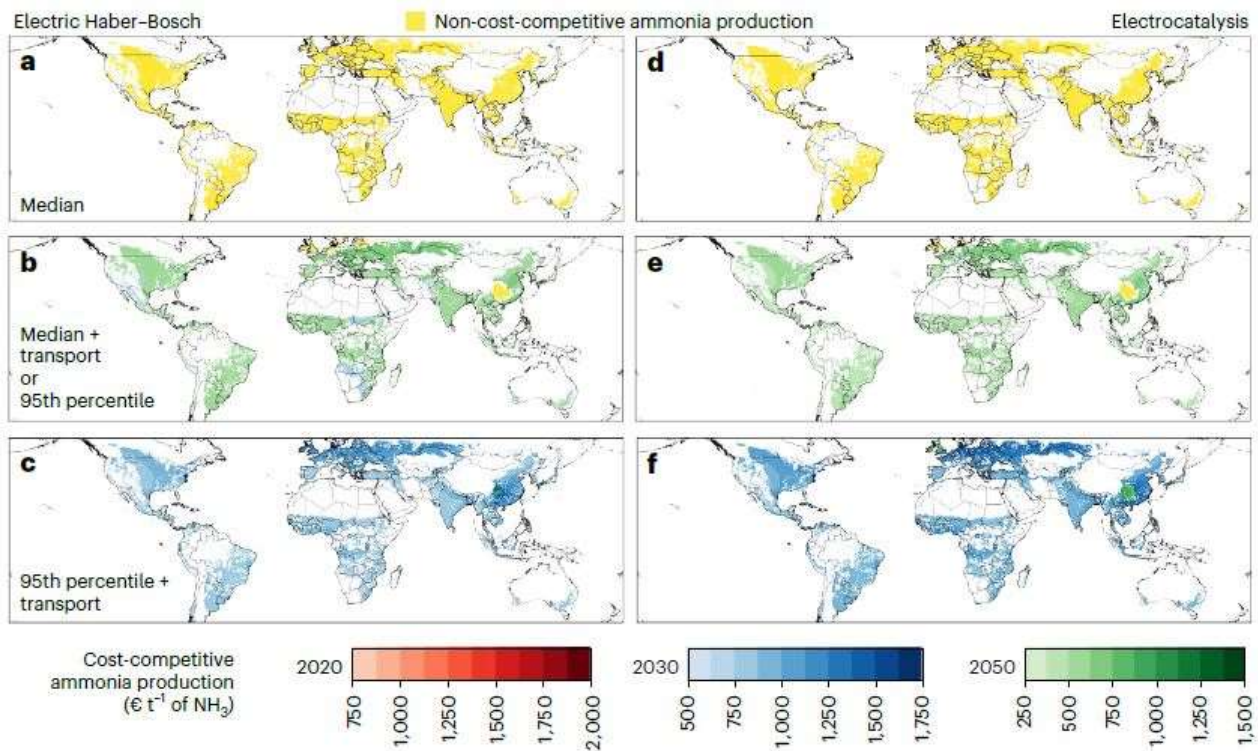 Electric Haber–Bosch
Non-cost-competitive ammonia production
Electrocatalysis
a
Median
d
b
Median +
transport
or
95th percentile
e
c
95th percentile +
transport
f
Cost-competitive
ammonia production
(€ t⁻¹ of NH₃)
2020
750
1,000
1,250
1,500
1,750
2,000
2030
500
750
1,000
1,250
1,500
1,750
2050
250
500
750
1,000
1,250
1,500